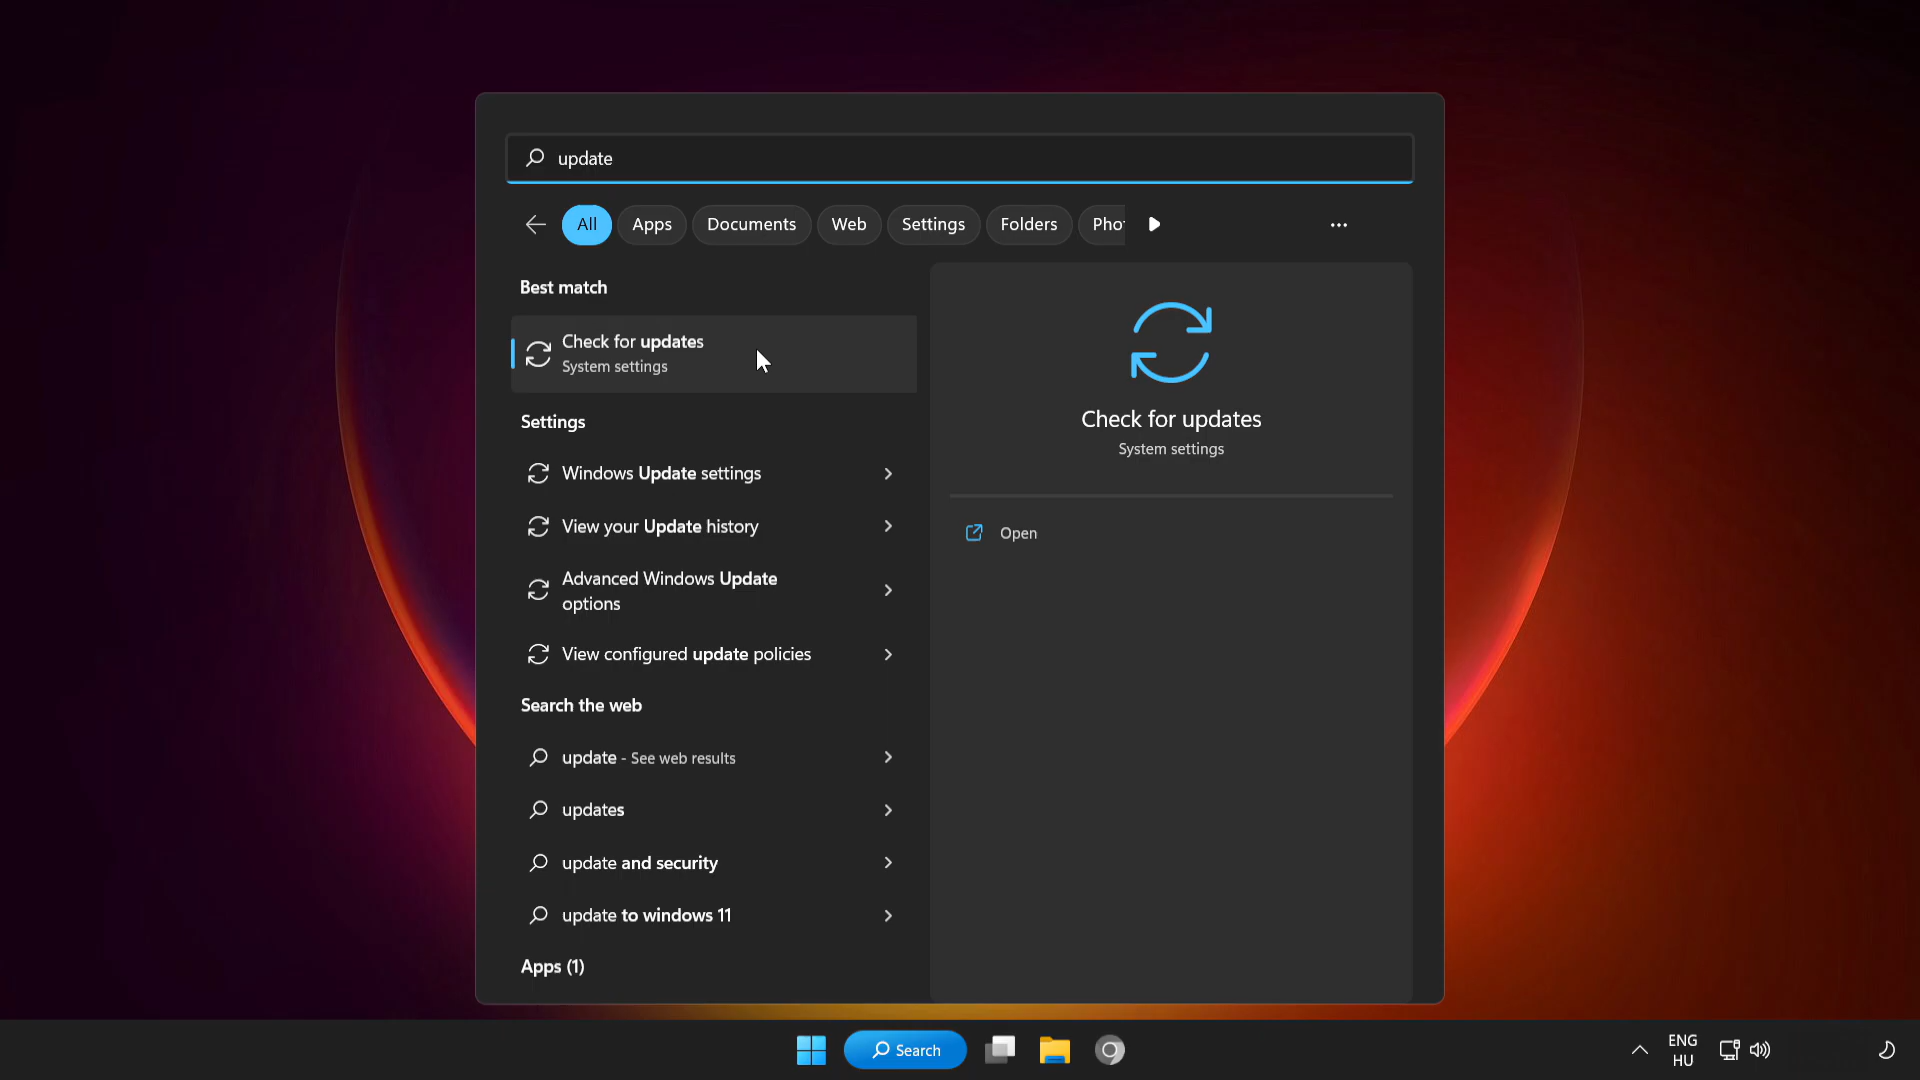 update
All Apps Documents Web Settings Folders Pho
Best match
Check for updates
System settings
Settings
Windows Update settings
View your Update history
Advanced Windows Update
options
View configured update policies
Search the web
update - See web results
updates
update and security
update to windows 11
Apps (1)
Check for updates
System settings
Open
Search
ENG
HU